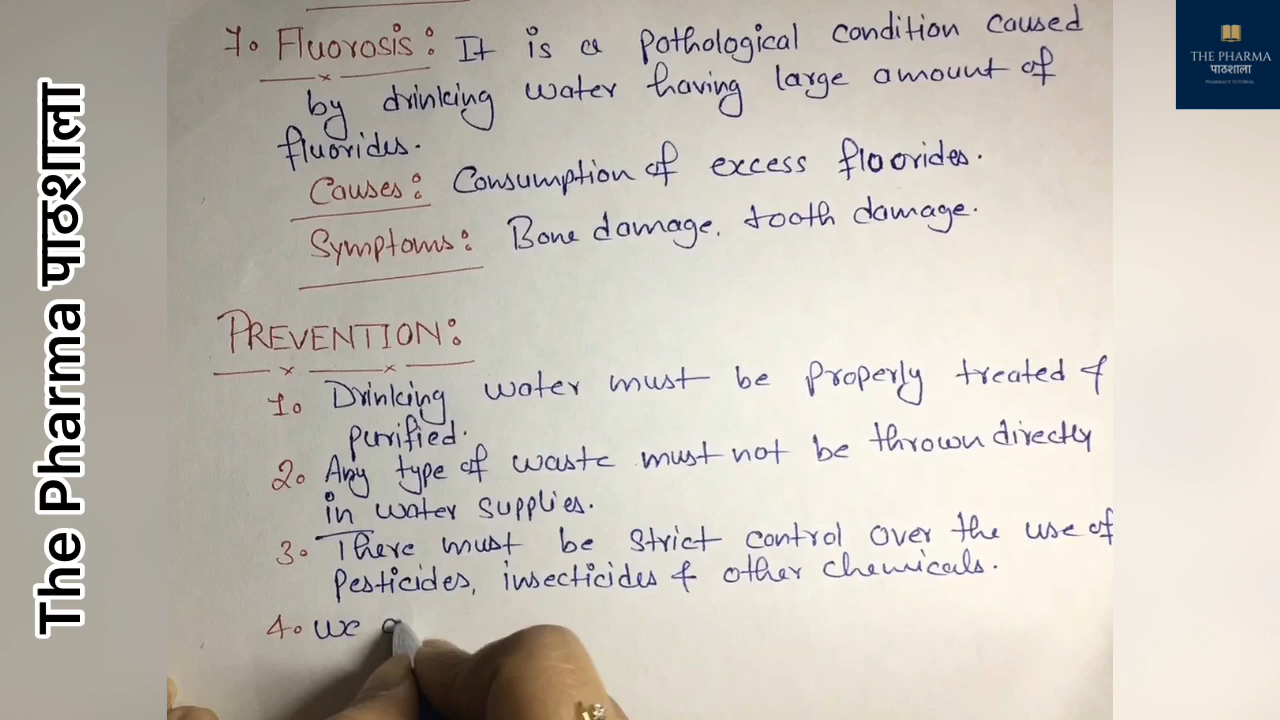 The Pharma पाठशाला
THE PHARMA
पाठशाला
PHARMACY TUTORIAL
7. Fluorosis: It is a pathological condition caused
by drinking water having large amount of
fluorides.
Causes: Consumption of excess fluorides.
Symptoms: Bone damage, tooth damage.
PREVENTION:
1. Drinking water must be properly treated &
purified.
2. Any type of waste must not be thrown directly
in water supplies.
3. There must be strict control over the use of
pesticides, insecticides & other chemicals.
4. We